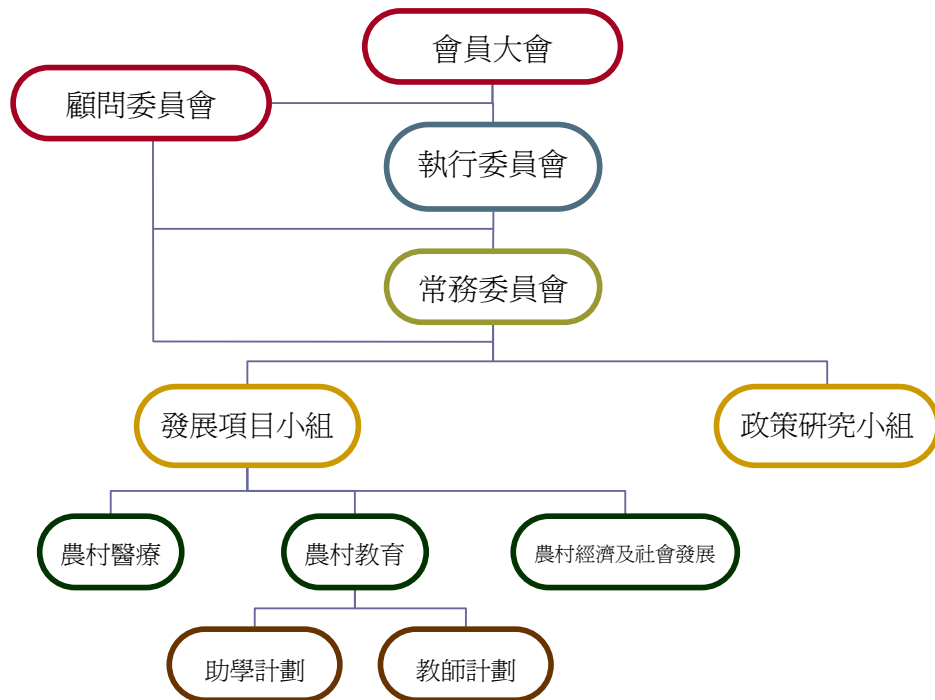 會員大會
顧問委員會
執行委員會
常務委員會
發展項目小組
政策研究小組
農村醫療
農村教育
農村經濟及社會發展
助學計劃
教師計劃